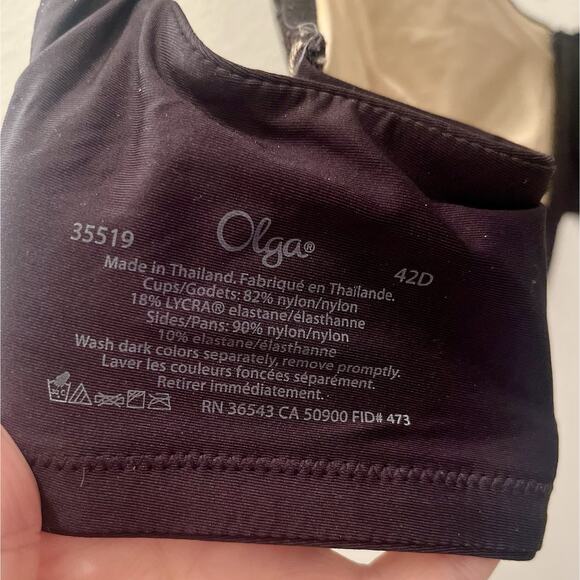 35519
Olga®
42D
Made in Thailand. Fabriqué en Thaïlande.
Cups/Godets: 82% nylon/nylon
18% LYCRA® elastane/élasthanne
Sides/Pans: 90% nylon/nylon
10% elastane/élasthanne
Wash dark colors separately, remove promptly.
Laver les couleurs foncées séparément.
Retirer immédiatement.
RN 36543 CA 50900 FID# 473